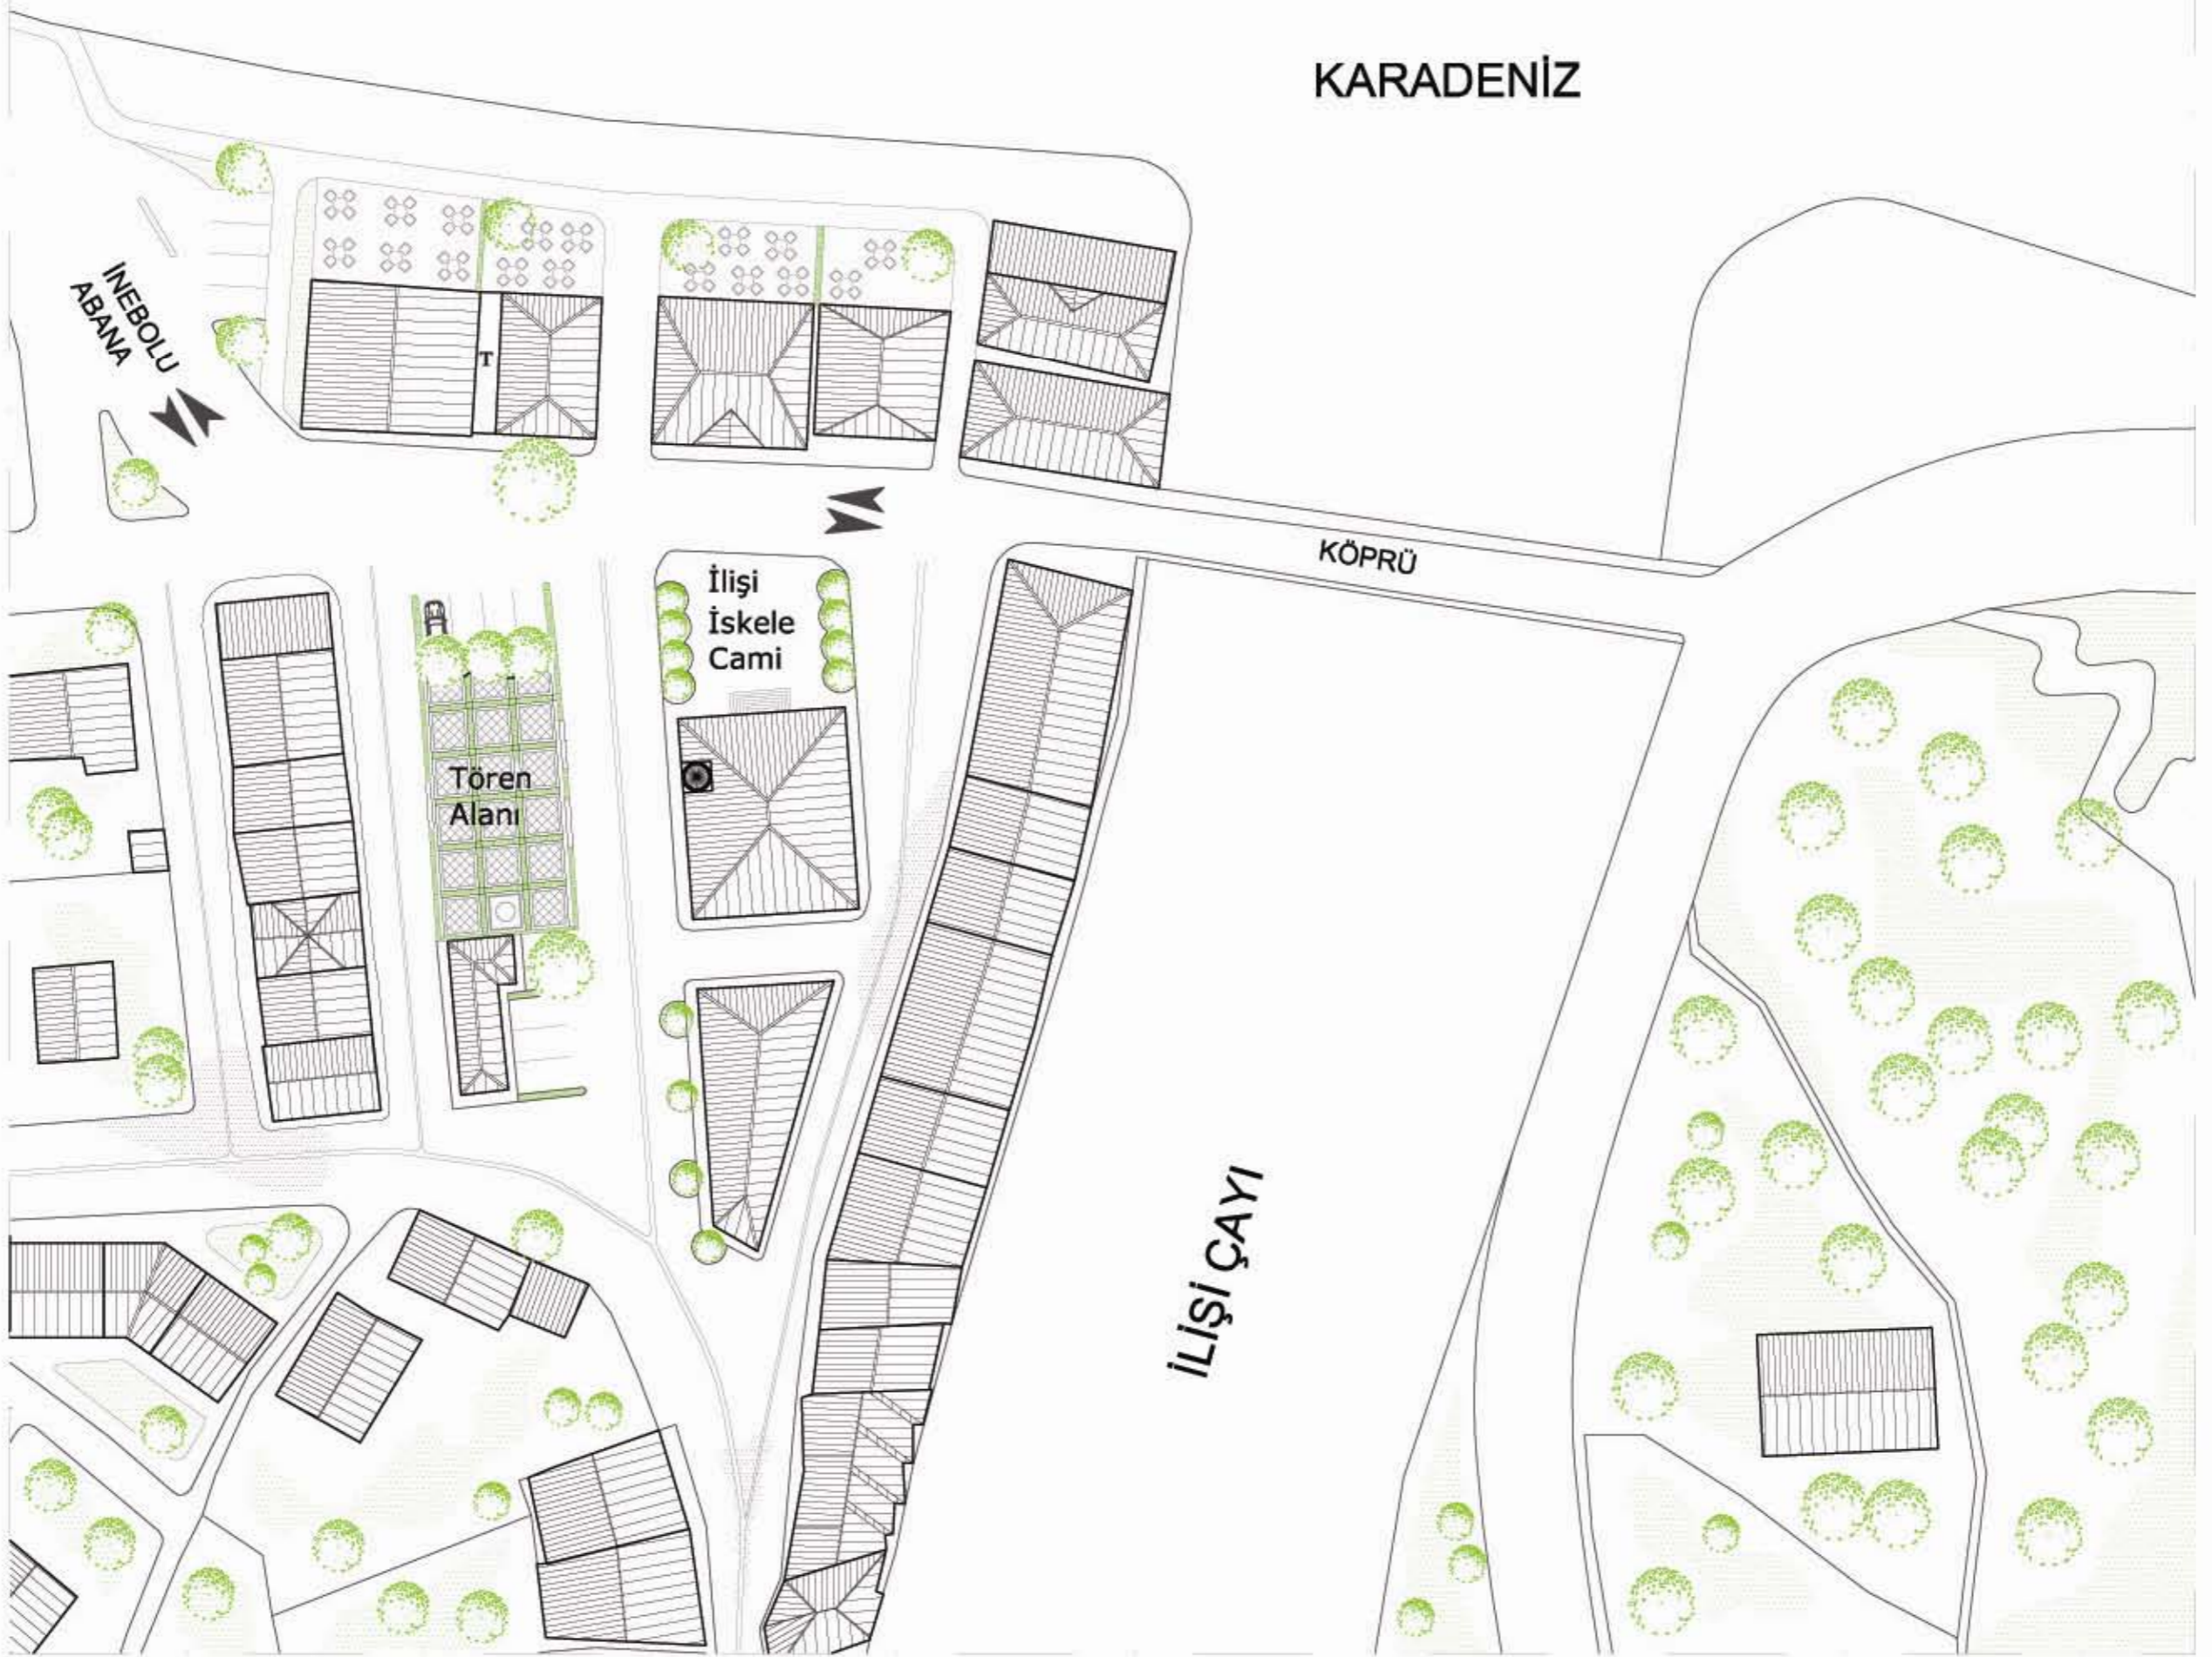 KARADENİZ
İNEBOLU
ABANA
T
KÖPRÜ
İlişi
İskele
Cami
Tören
Alanı
İLİŞİ ÇAYI